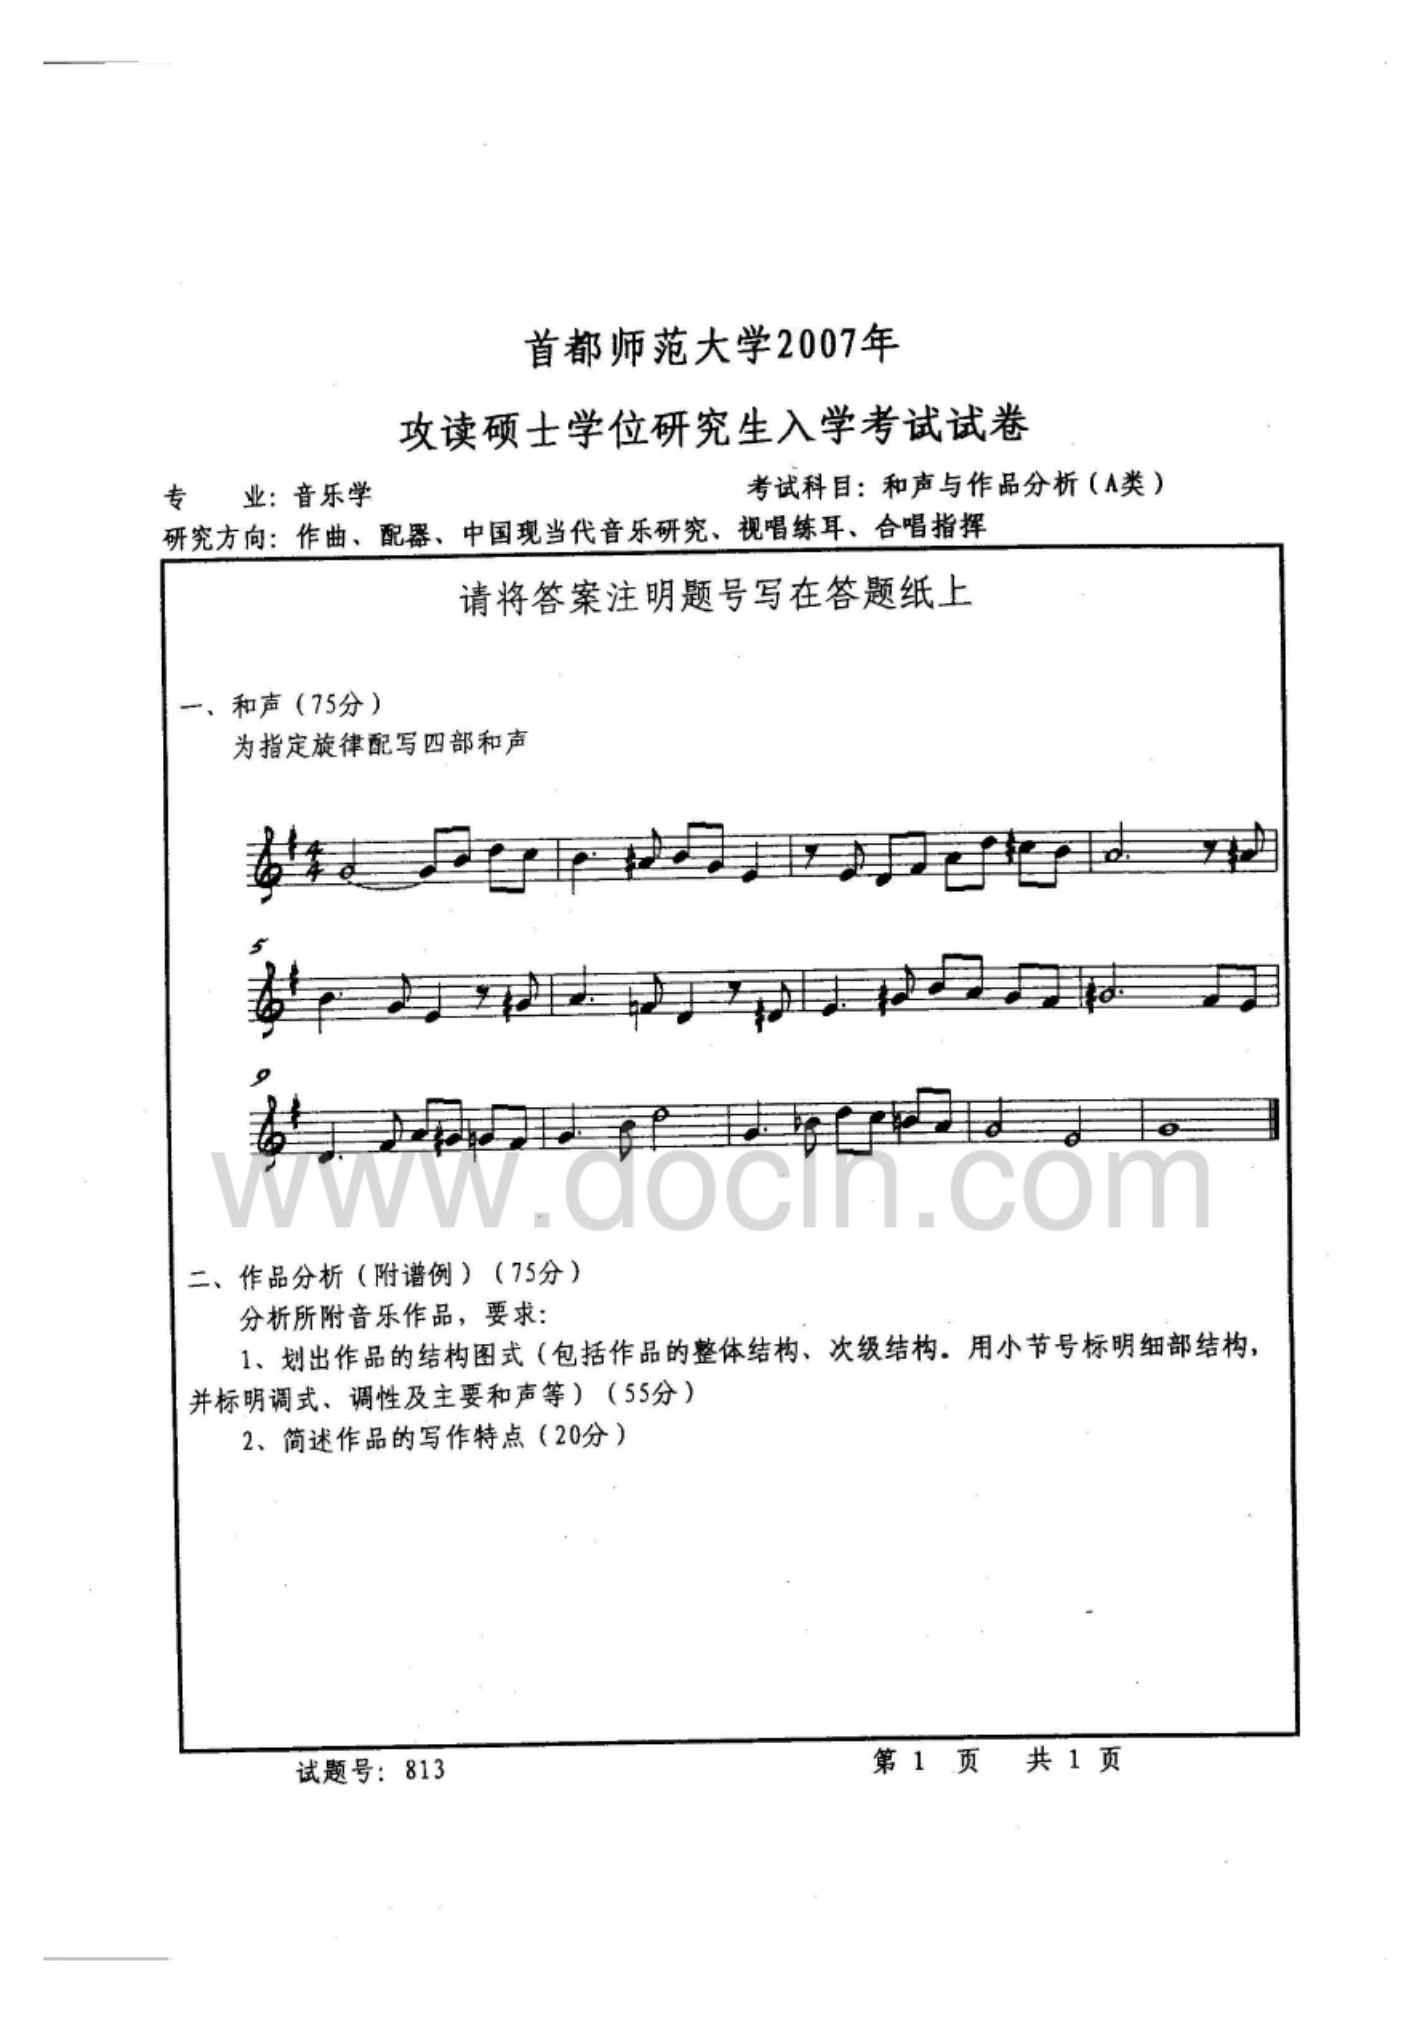 首都师范大学2007年
攻读硕士学位研究生入学考试试卷
专 业: 音乐学 考试科目: 和声与作品分析(A类)
研究方向: 作曲、配器、中国现当代音乐研究、视唱练耳、合唱指挥
请将答案注明题号写在答题纸上
一、和声(75分)
为指定旋律配写四部和声
5
9
www.docin.com
二、作品分析(附谱例)(75分)
分析所附音乐作品, 要求:
1、划出作品的结构图式(包括作品的整体结构、次级结构。用小节号标明细部结构,
并标明调式、调性及主要和声等)(55分)
2、简述作品的写作特点(20分)
试题号: 813 第 1 页 共 1 页